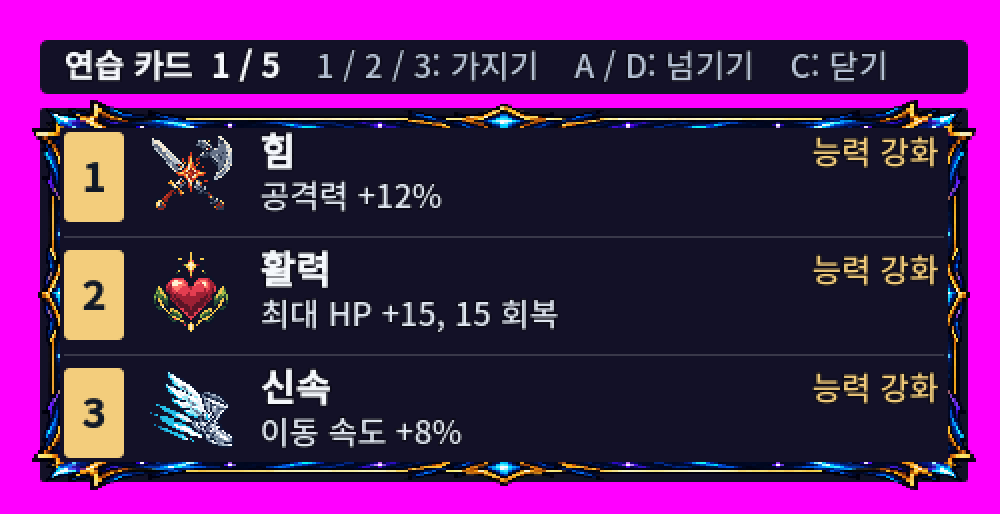 연습 카드 1 / 5 1 / 2 / 3: 가지기 A / D: 넘기기 C: 닫기
1 힘 능력 강화
공격력 +12%
2 활력 능력 강화
최대 HP +15, 15 회복
3 신속 능력 강화
이동 속도 +8%